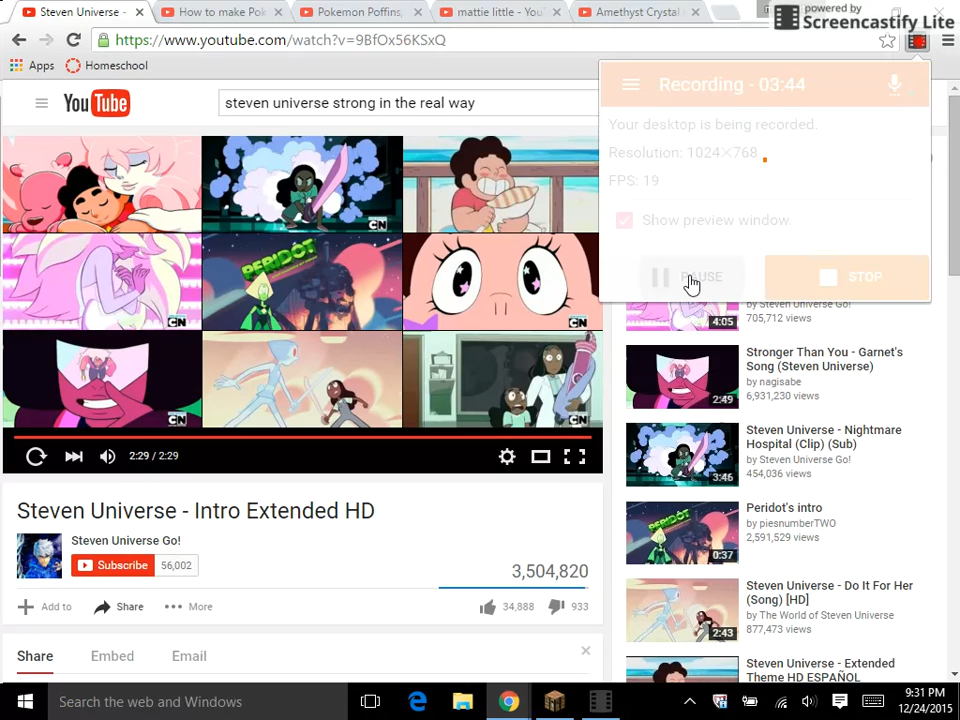 Steven Universe -
How to make Pok
Pokemon Poffins,
mattie little - You
Amethyst Crystal
powered by
Screencastify Lite
https://www.youtube.com/watch?v=9BfOx56KSxQ
Apps
Homeschool
YouTube
steven universe strong in the real way
Recording - 03:44
Your desktop is being recorded.
Resolution: 1024×768
FPS: 19
Show preview window.
PAUSE
STOP
CN
PERIDOT
CN
CN
CN
CN
2:29 / 2:29
Steven Universe - Intro Extended HD
Steven Universe Go!
Subscribe
56,002
3,504,820
Add to
Share
More
34,888
933
Share
Embed
Email
by Steven Universe Go!
705,712 views
4:05
Stronger Than You - Garnet's
Song (Steven Universe)
by nagisabe
6,931,230 views
2:49
Steven Universe - Nightmare
Hospital (Clip) (Sub)
by Steven Universe Go!
454,036 views
3:46
Peridot's intro
by piesnumberTWO
2,591,529 views
PERIDOT
0:37
Steven Universe - Do It For Her
(Song) [HD]
by The World of Steven Universe
877,473 views
2:43
Steven Universe - Extended
Theme HD ESPAÑOL
Search the web and Windows
9:31 PM
12/24/2015